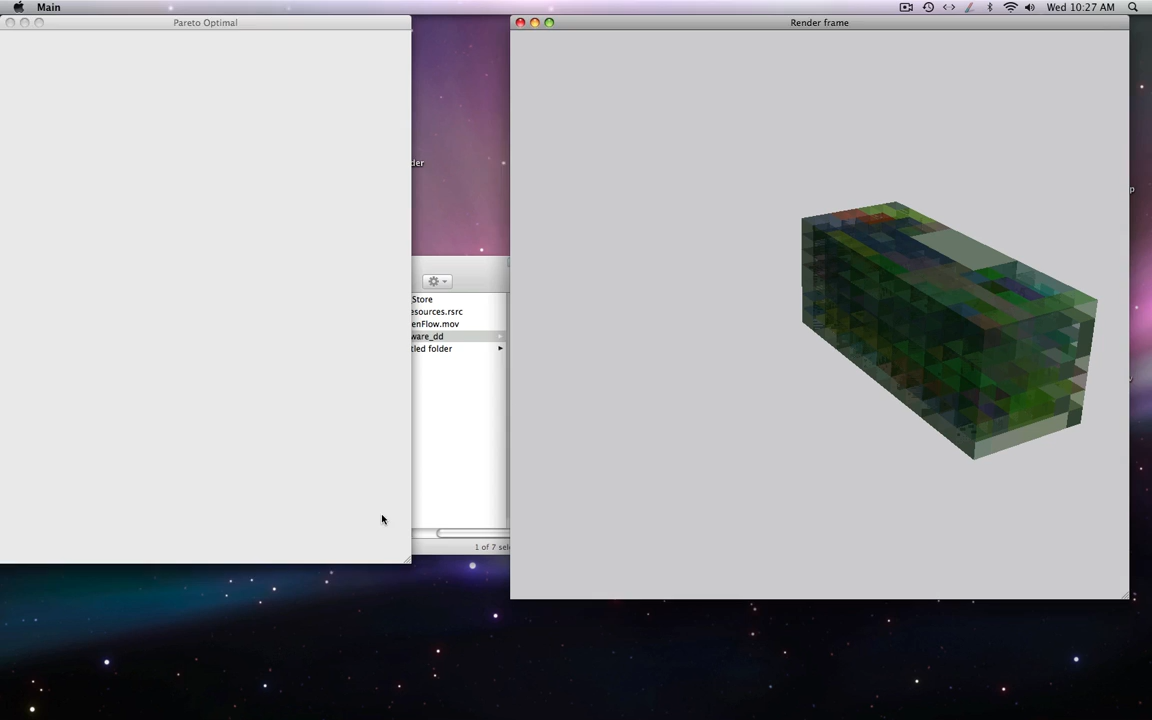 Main
Wed 10:27 AM
Pareto Optimal
Render frame
der
p
Store
esources.rsrc
enFlow.mov
ware_dd
tled folder
1 of 7 sel